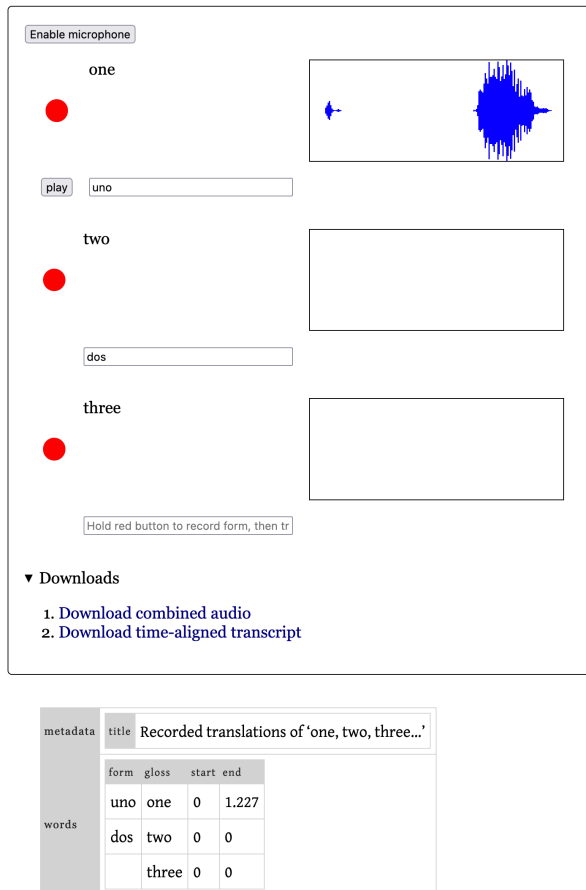 Enable microphone
one
play uno
two
dos
three
Hold red button to record form, then tr
▼ Downloads
1. Download combined audio
2. Download time-aligned transcript
metadata title Recorded translations of ‘one, two, three…’
words
form gloss start end
uno one 0 1.227
dos two 0 0
three 0 0